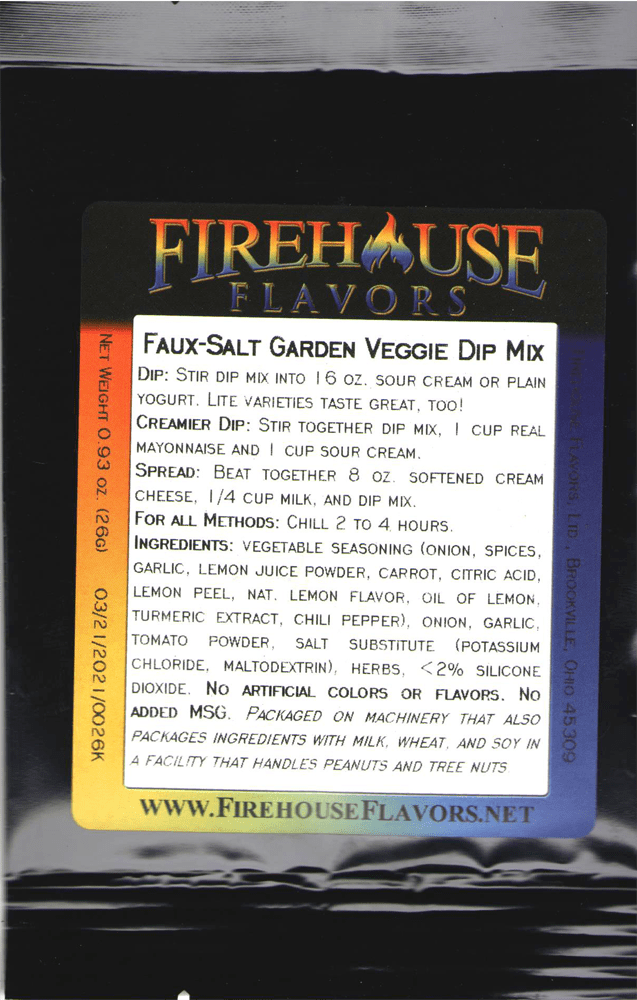 FIREHOUSE
FLAVORS
FAUX-SALT GARDEN VEGGIE DIP MIX
DIP: STIR DIP MIX INTO 16 OZ. SOUR CREAM OR PLAIN
YOGURT. LITE VARIETIES TASTE GREAT, TOO!
CREAMIER DIP: STIR TOGETHER DIP MIX, 1 CUP REAL
MAYONNAISE AND 1 CUP SOUR CREAM.
SPREAD: BEAT TOGETHER 8 OZ. SOFTENED CREAM
CHEESE, 1/4 CUP MILK, AND DIP MIX.
FOR ALL METHODS: CHILL 2 TO 4 HOURS.
INGREDIENTS: VEGETABLE SEASONING (ONION, SPICES,
GARLIC, LEMON JUICE POWDER, CARROT, CITRIC ACID,
LEMON PEEL, NAT. LEMON FLAVOR, OIL OF LEMON,
TURMERIC EXTRACT, CHILI PEPPER), ONION, GARLIC,
TOMATO POWDER, SALT SUBSTITUTE (POTASSIUM
CHLORIDE, MALTODEXTRIN), HERBS, <2% SILICONE
DIOXIDE. NO ARTIFICIAL COLORS OR FLAVORS. NO
ADDED MSG. PACKAGED ON MACHINERY THAT ALSO
PACKAGES INGREDIENTS WITH MILK, WHEAT, AND SOY IN
A FACILITY THAT HANDLES PEANUTS AND TREE NUTS
NET WEIGHT 0.93 OZ. (26G) 03/21/2021/0026K
FLAVORS, LTD., BROOKVILLE, OHIO 45309
WWW.FIREHOUSEFLAVORS.NET